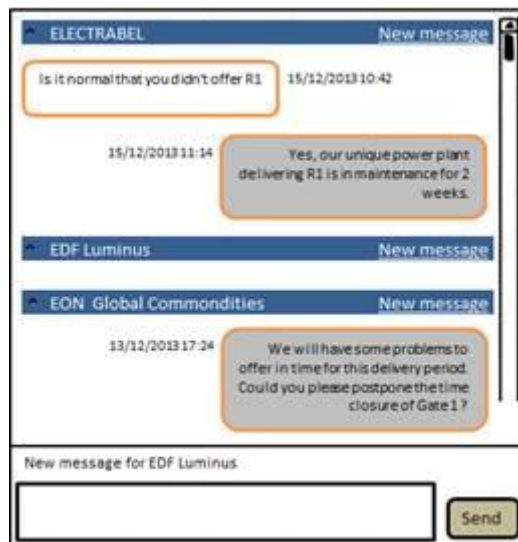 ELECTRABEL New message
Is it normal that you didn't offer R1 15/12/2013 10:42
15/12/2013 11:14 Yes, our unique power plant
delivering R1 is in maintenance for 2
weeks.
EDF Luminus New message
EON Global Commondities New message
13/12/2013 17:24 We will have some problems to
offer in time for this delivery period.
Could you please postpone the time
closure of Gate 1 ?
New message for EDF Luminus
Send